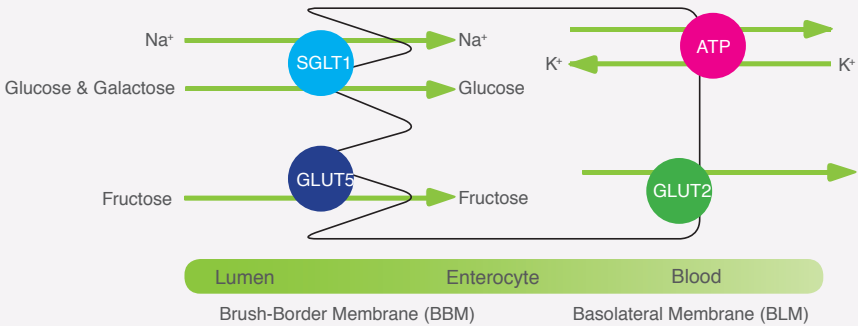 Na⁺
SGLT1
Na⁺
ATP
K⁺
K⁺
Glucose & Galactose
Glucose
GLUT5
GLUT2
Fructose
Fructose
Lumen
Enterocyte
Blood
Brush-Border Membrane (BBM)
Basolateral Membrane (BLM)